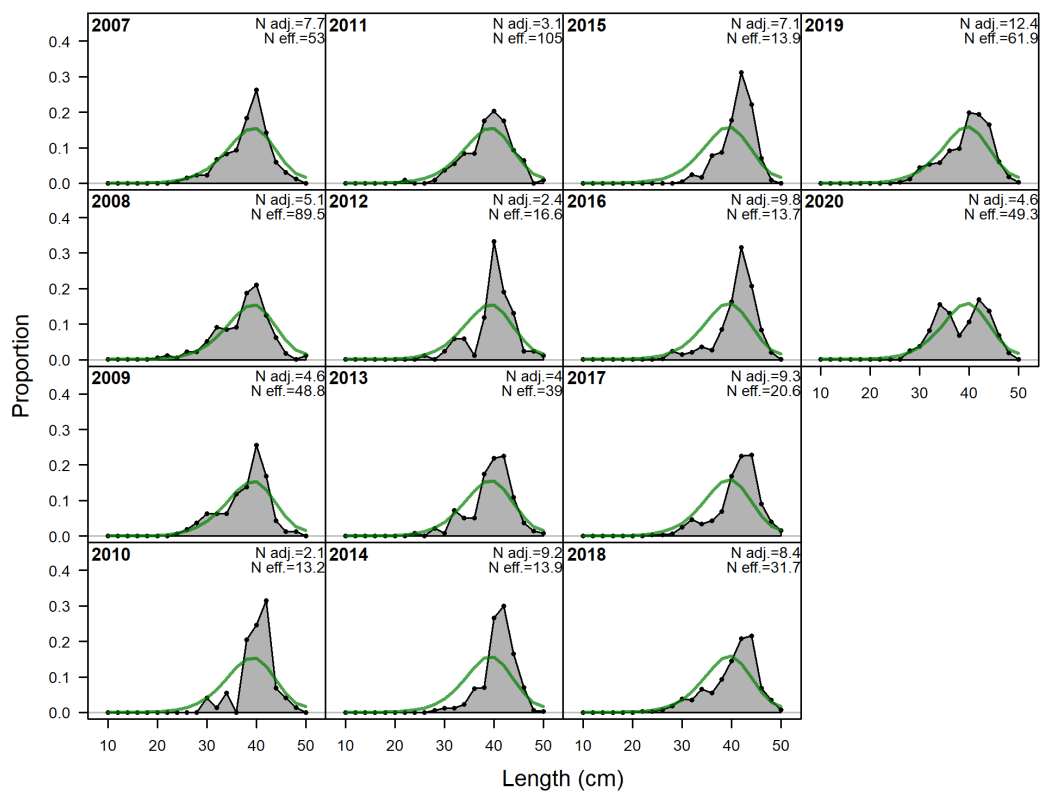 2007 N adj.=7.7
N eff.=53
2011 N adj.=3.1
N eff.=105
2015 N adj.=7.1
N eff.=13.9
2019 N adj.=12.4
N eff.=61.9
0.4
0.3
0.2
0.1
0.0
2008 N adj.=5.1
N eff.=89.5
2012 N adj.=2.4
N eff.=16.6
2016 N adj.=9.8
N eff.=13.7
2020 N adj.=4.6
N eff.=49.3
0.4
0.3
0.2
0.1
0.0
10 20 30 40 50
2009 N adj.=4.6
N eff.=48.8
2013 N adj.=4
N eff.=39
2017 N adj.=9.3
N eff.=20.6
0.4
0.3
0.2
0.1
0.0
2010 N adj.=2.1
N eff.=13.2
2014 N adj.=9.2
N eff.=13.9
2018 N adj.=8.4
N eff.=31.7
0.4
0.3
0.2
0.1
0.0
10 20 30 40 50 10 20 30 40 50 10 20 30 40 50
Proportion
Length (cm)